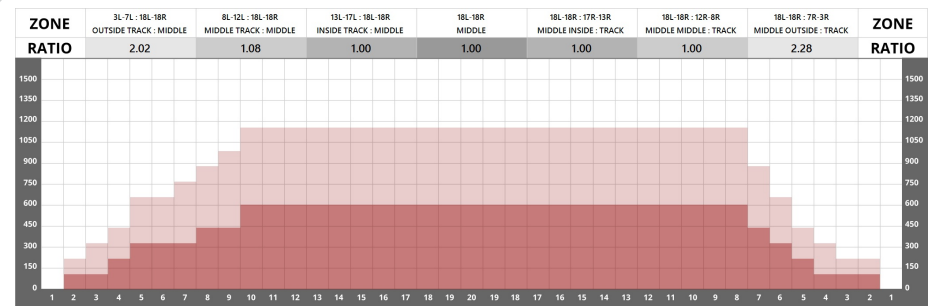 ZONE 3L-7L : 18L-18R 8L-12L : 18L-18R 13L-17L : 18L-18R 18L-18R 18L-18R : 17R-13R 18L-18R : 12R-8R 18L-18R : 7R-3R ZONE
OUTSIDE TRACK : MIDDLE MIDDLE TRACK : MIDDLE INSIDE TRACK : MIDDLE MIDDLE MIDDLE INSIDE : TRACK MIDDLE MIDDLE : TRACK MIDDLE OUTSIDE : TRACK
RATIO 2.02 1.08 1.00 1.00 1.00 1.00 2.28 RATIO
1500 1500
1350 1350
1200 1200
1050 1050
900 900
750 750
600 600
450 450
300 300
150 150
0 0
1 2 3 4 5 6 7 8 9 10 11 12 13 14 15 16 17 18 19 20 19 18 17 16 15 14 13 12 11 10 9 8 7 6 5 4 3 2 1